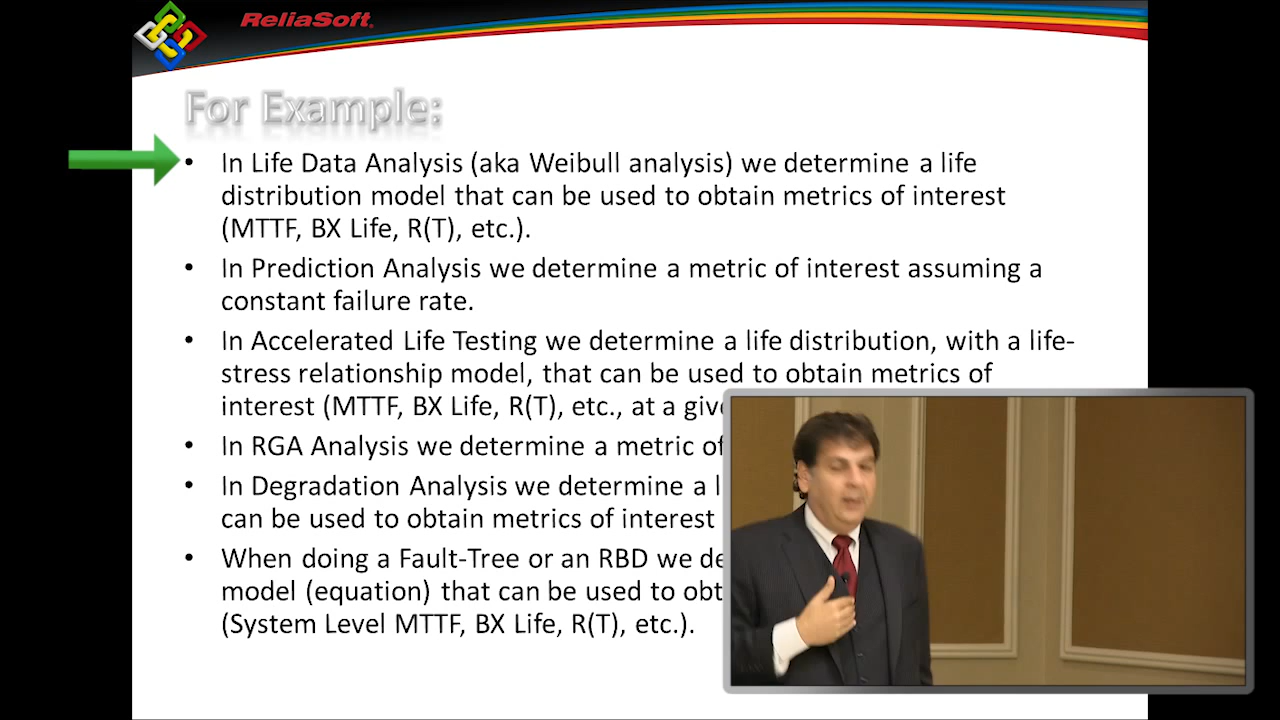 ReliaSoft
For Example:
• In Life Data Analysis (aka Weibull analysis) we determine a life
distribution model that can be used to obtain metrics of interest
(MTTF, BX Life, R(T), etc.).
• In Prediction Analysis we determine a metric of interest assuming a
constant failure rate.
• In Accelerated Life Testing we determine a life distribution, with a life-
stress relationship model, that can be used to obtain metrics of
interest (MTTF, BX Life, R(T), etc., at a
• In RGA Analysis we determine a metric of
• In Degradation Analysis we determine a
can be used to obtain metrics of interest
• When doing a Fault-Tree or an RBD we
model (equation) that can be used to
(System Level MTTF, BX Life, R(T), etc.).